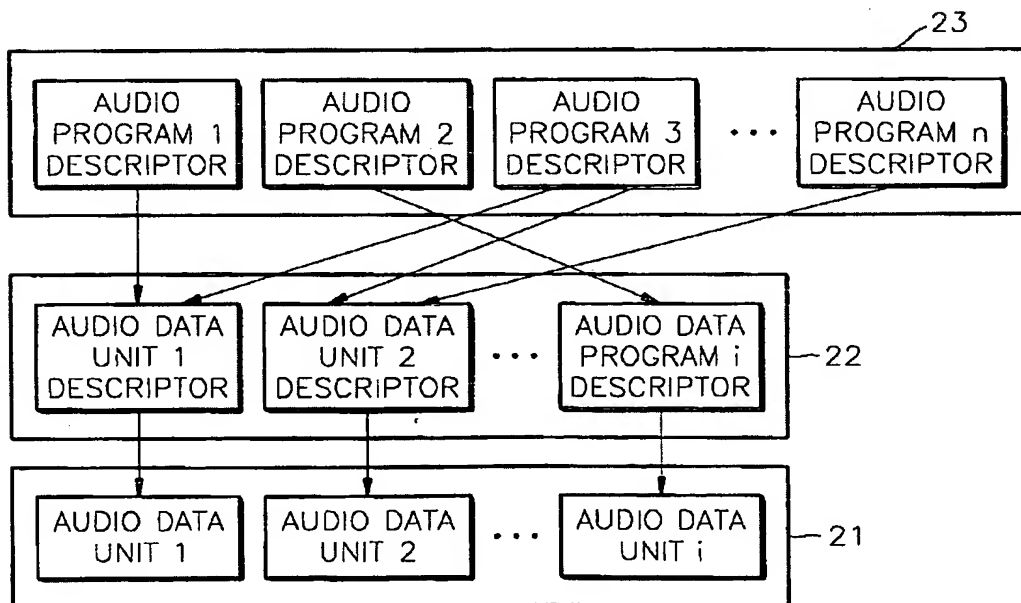 23
AUDIO
PROGRAM 1
DESCRIPTOR
AUDIO
PROGRAM 2
DESCRIPTOR
AUDIO
PROGRAM 3
DESCRIPTOR
...
AUDIO
PROGRAM n
DESCRIPTOR
AUDIO DATA
UNIT 1
DESCRIPTOR
AUDIO DATA
UNIT 2
DESCRIPTOR
...
AUDIO DATA
PROGRAM i
DESCRIPTOR
22
AUDIO DATA
UNIT 1
AUDIO DATA
UNIT 2
...
AUDIO DATA
UNIT i
21